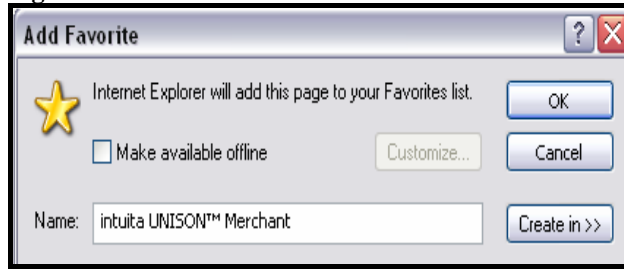 Add Favorite
Internet Explorer will add this page to your Favorites list.
OK
Make available offline
Customize...
Cancel
Name: intuita UNISON™ Merchant
Create in >>